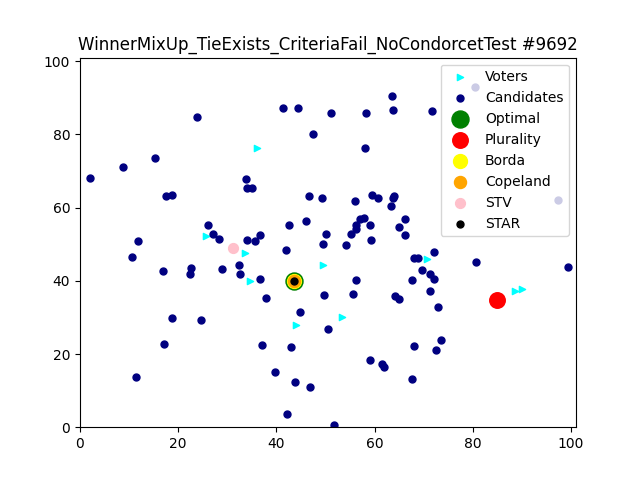 WinnerMixUp_TieExists_CriteriaFail_NoCondorcetTest #9692
100
80
60
40
20
0
0 20 40 60 80 100
Voters
Candidates
Optimal
Plurality
Borda
Copeland
STV
STAR